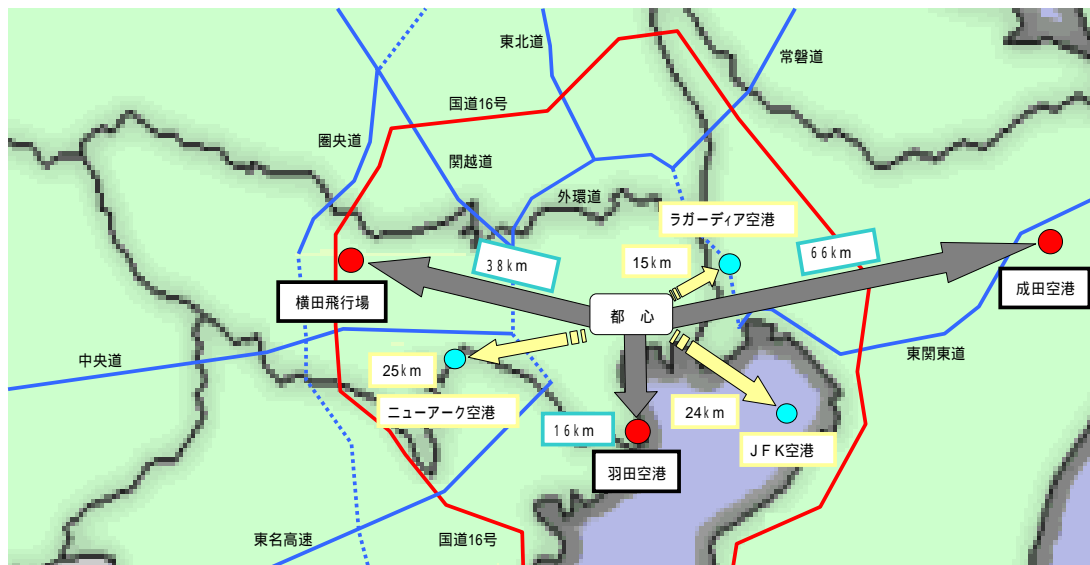 東北道
常磐道
国道16号
圏央道
関越道
外環道
ラガーディア空港
15km
66km
38km
横田飛行場
都 心
成田空港
中央道
25km
ニューアーク空港
16km
羽田空港
24km
JFK空港
東関東道
東名高速
国道16号